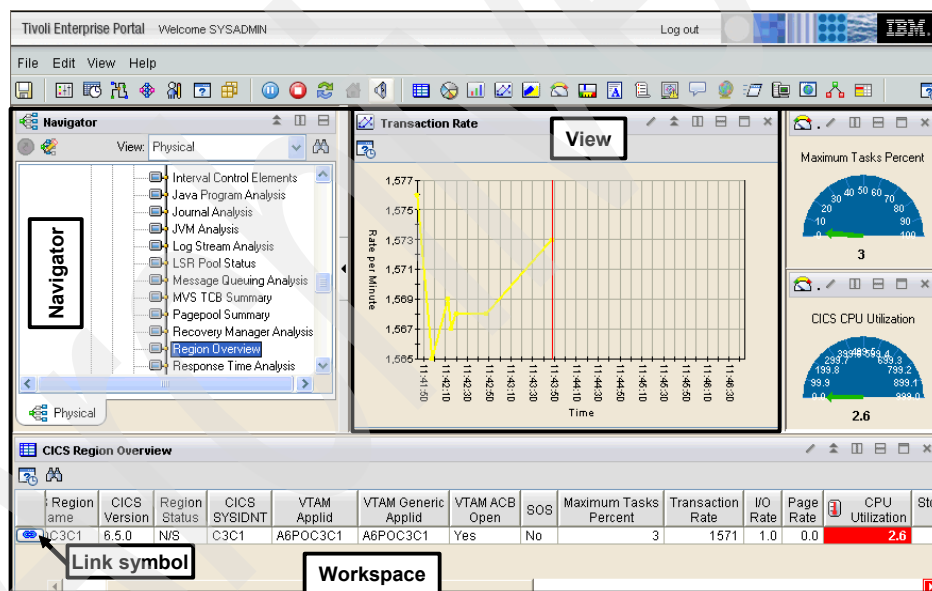 Tivoli Enterprise Portal Welcome SYSADMIN Log out IBM.
File Edit View Help
Navigator
View: Physical
Interval Control Elements
Java Program Analysis
Journal Analysis
JVM Analysis
Log Stream Analysis
LSR Pool Status
Message Queuing Analysis
MVS TCB Summary
Pagepool Summary
Recovery Manager Analysis
Region Overview
Response Time Analysis
Physical
Navigator
Transaction Rate
View
1,577
1,575
1,573
1,571
1,569
1,567
1,565
Rate per Minute
11:41:50 11:42:10 11:42:30 11:42:50 11:43:10 11:43:30 11:43:50 11:44:10 11:44:30 11:44:50 11:45:10 11:45:30 11:45:50 11:46:10 11:46:30
Time
Maximum Tasks Percent
0 10 20 30 40 50 60 70 80 90 100
3
CICS CPU Utilization
0.0 99.9 199.8 299.7 699.3 799.2 899.1 999.0
2.6
CICS Region Overview
Region ame CICS Version Region Status CICS SYSIDNT VTAM Applid VTAM Generic Applid VTAM ACB Open SOS Maximum Tasks Percent Transaction Rate I/O Rate Page Rate CPU Utilization Sto
C3C1 6.5.0 N/S C3C1 A6POC3C1 A6POC3C1 Yes No 3 1571 1.0 0.0 2.6
Link symbol
Workspace